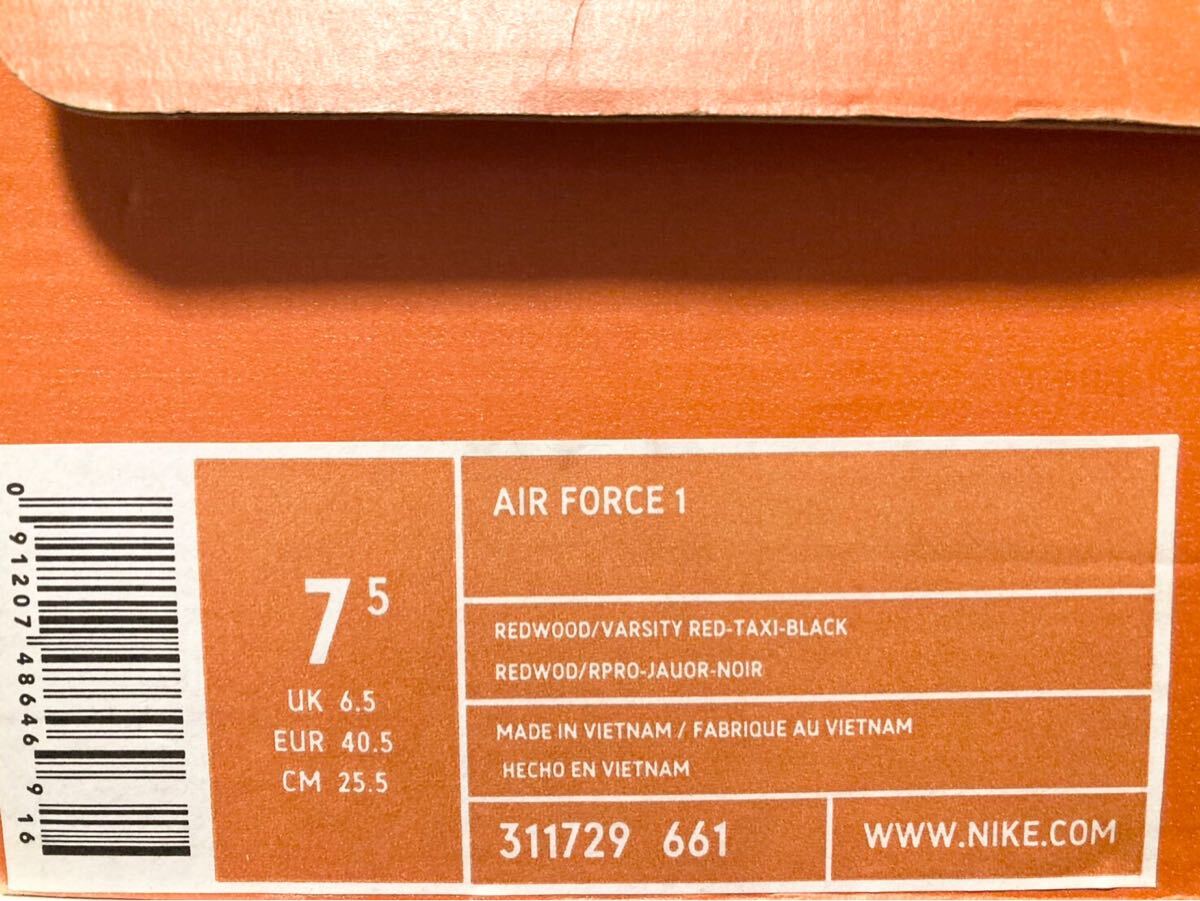 0 91207 48646 9 16
7 5
UK 6.5
EUR 40.5
CM 25.5
AIR FORCE 1
REDWOOD/VARSITY RED-TAXI-BLACK
REDWOD/RPRO-JAUOR-NOIR
MADE IN VIETNAM / FABRIQUE AU VIETNAM
HECHO EN VIETNAM
311729 661
WWW.NIKE.COM